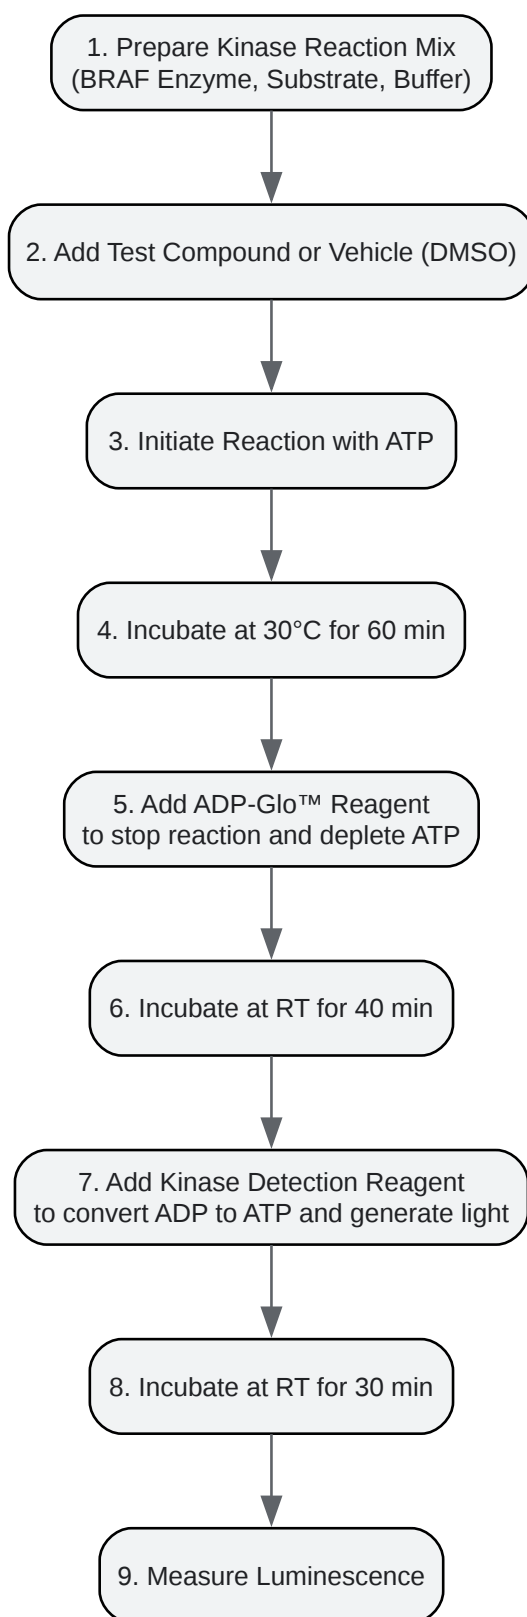 1. Prepare Kinase Reaction Mix
(BRAF Enzyme, Substrate, Buffer)
2. Add Test Compound or Vehicle (DMSO)
3. Initiate Reaction with ATP
4. Incubate at 30°C for 60 min
5. Add ADP-Glo™ Reagent
to stop reaction and deplete ATP
6. Incubate at RT for 40 min
7. Add Kinase Detection Reagent
to convert ADP to ATP and generate light
8. Incubate at RT for 30 min
9. Measure Luminescence